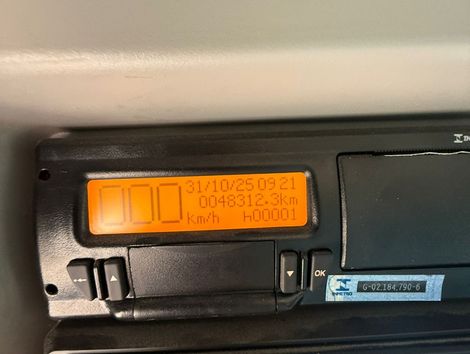 000
31/10/25 09 21
0048312.3km
km/h h00001
OK
INMETRO
G-02.184.790-6